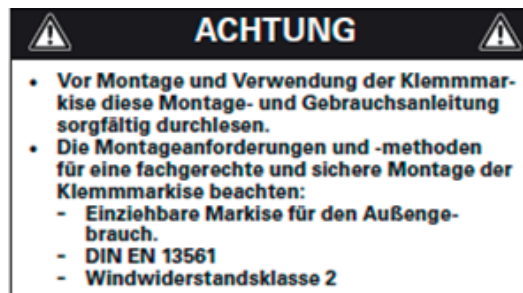 ACHTUNG
• Vor Montage und Verwendung der Klemmmar-
kise diese Montage- und Gebrauchsanleitung
sorgfältig durchlesen.
• Die Montageanforderungen und -methoden
für eine fachgerechte und sichere Montage der
Klemmmarkise beachten:
- Einziehbare Markise für den Außenge-
brauch.
- DIN EN 13561
- Windwiderstandsklasse 2